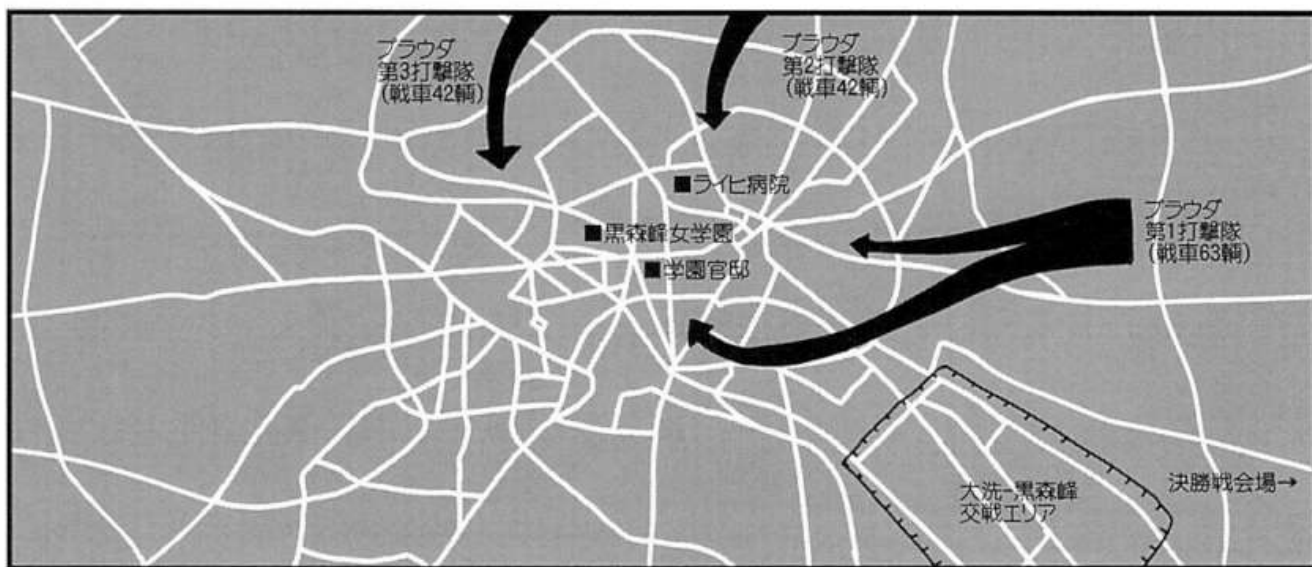 プラウダ
第3打撃隊
(戦車42輌)
プラウダ
第2打撃隊
(戦車42輌)
■ライヒ病院
プラウダ
第1打撃隊
(戦車63輌)
■黒森峰女学園
■学園官邸
決勝戦会場→
大洗-黒森峰
交戦エリア